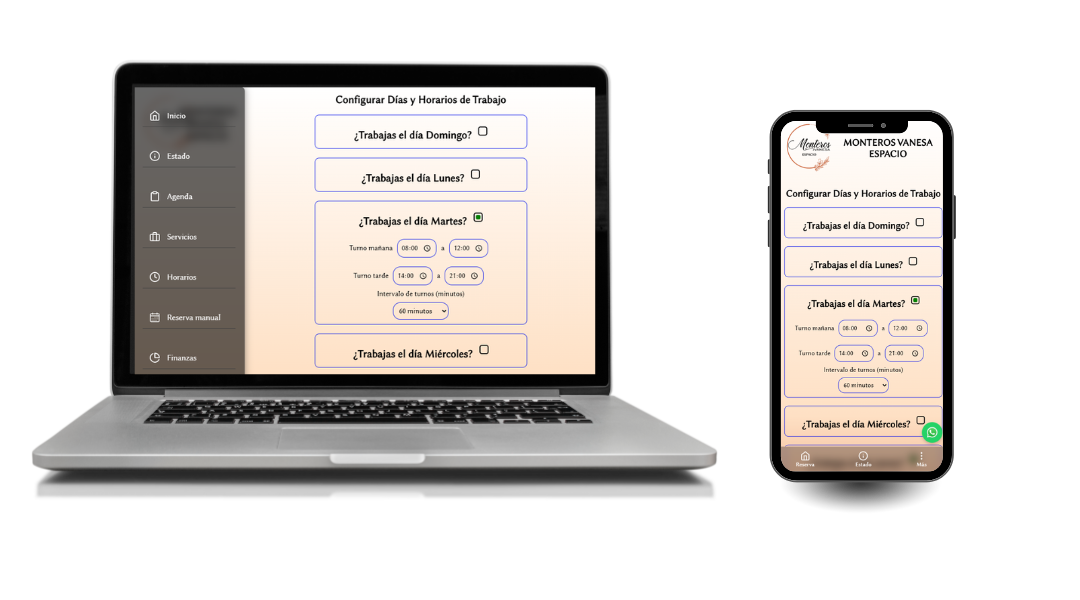 Configurar Días y Horarios de Trabajo
Inicio
Estado
Agenda
Servicios
Horarios
Reserva manual
Finanzas
¿Trabajas el día Domingo?
¿Trabajas el día Lunes?
¿Trabajas el día Martes?
Turno mañana 08:00 a 12:00
Turno tarde 14:00 a 21:00
Intervalo de turnos (minutos)
60 minutos
¿Trabajas el día Miércoles?
Monteros
ESPACIO
MONTEROS VANESA
ESPACIO
Configurar Días y Horarios de Trabajo
¿Trabajas el día Domingo?
¿Trabajas el día Lunes?
¿Trabajas el día Martes?
Turno mañana 08:00 a 12:00
Turno tarde 14:00 a 21:00
Intervalo de turnos (minutos)
60 minutos
¿Trabajas el día Miércoles?
Reserva
Estado
Más